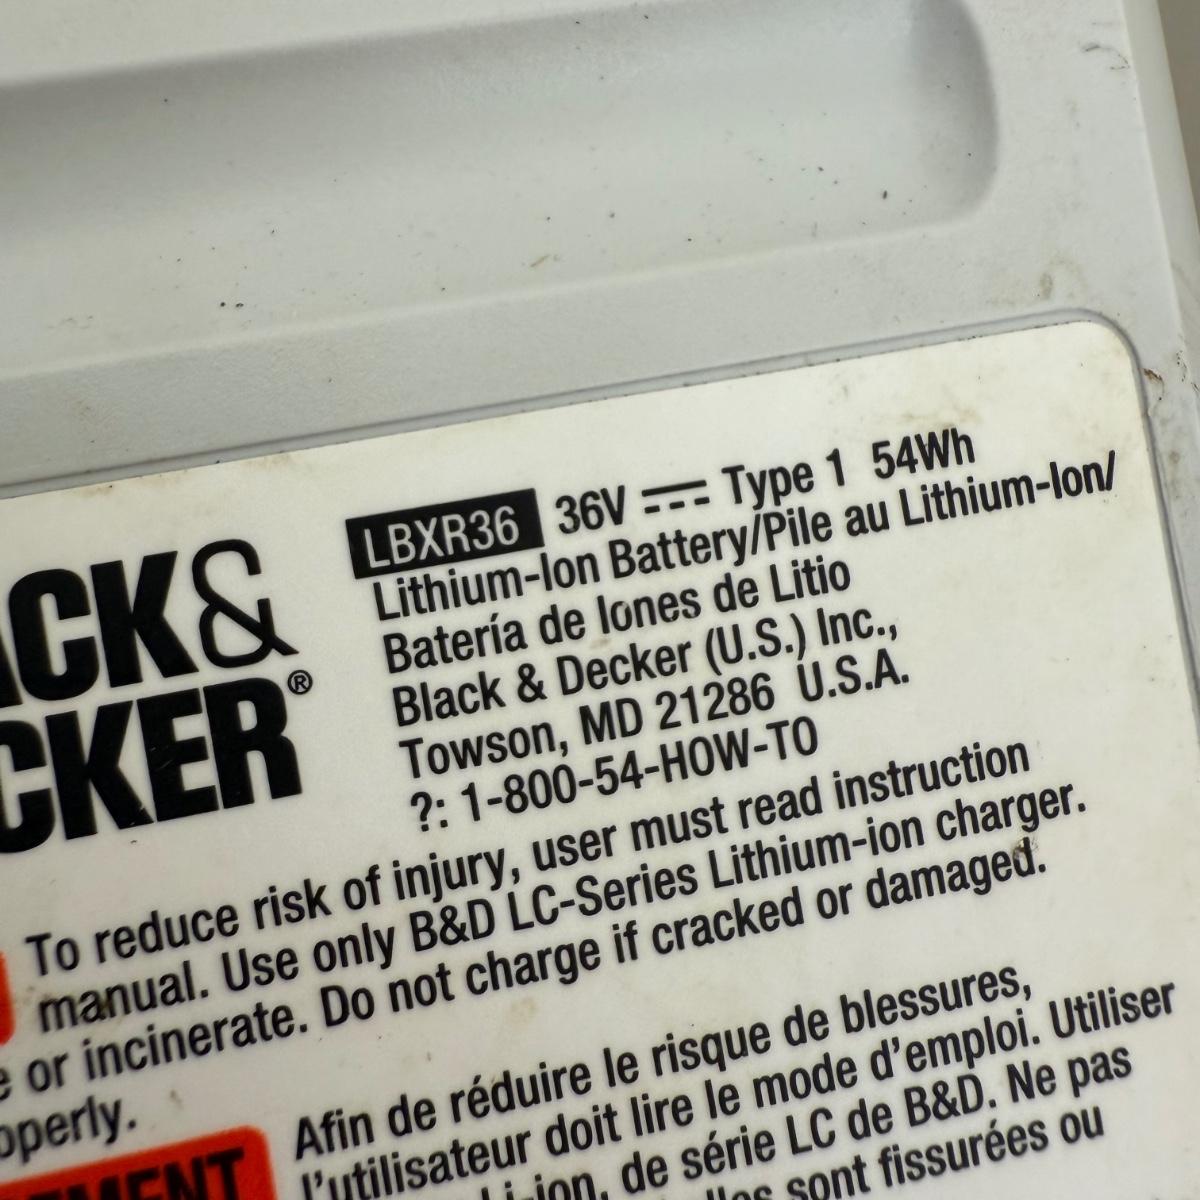 ACK&
CKER®
LBXR36 36V Type 1 54Wh
Lithium-Ion Battery/Pile au Lithium-Ion/
Batería de Iones de Litio
Black & Decker (U.S.) Inc.,
Towson, MD 21286 U.S.A.
?: 1-800-54-HOW-TO
To reduce risk of injury, user must read instruction
manual. Use only B&D LC-Series Lithium-ion charger.
e or incinerate. Do not charge if cracked or damaged.
operly.
EMENT
Afin de réduire le risque de blessures,
l'utilisateur doit lire le mode d'emploi. Utiliser
Li-ion, de série LC de B&D. Ne pas
sont fissurées ou